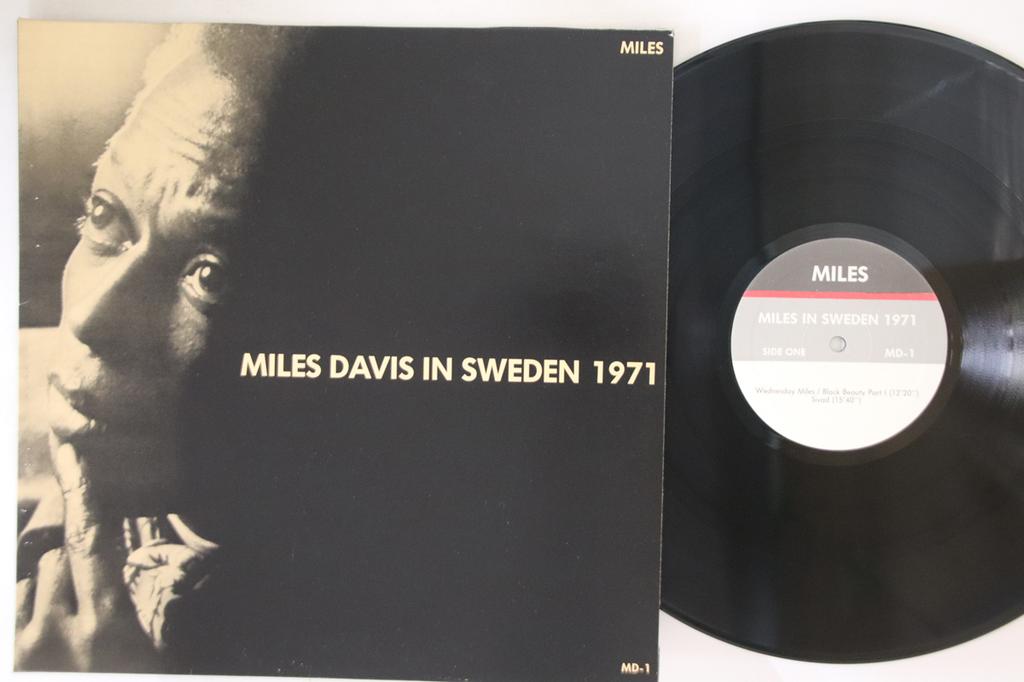 MILES
MILES DAVIS IN SWEDEN 1971
MD-1
MILES
MILES IN SWEDEN 1971
SIDE ONE MD-1
Wednesday Miles / Black Beauty Part I (12'20'')
Sivad (15'40'')